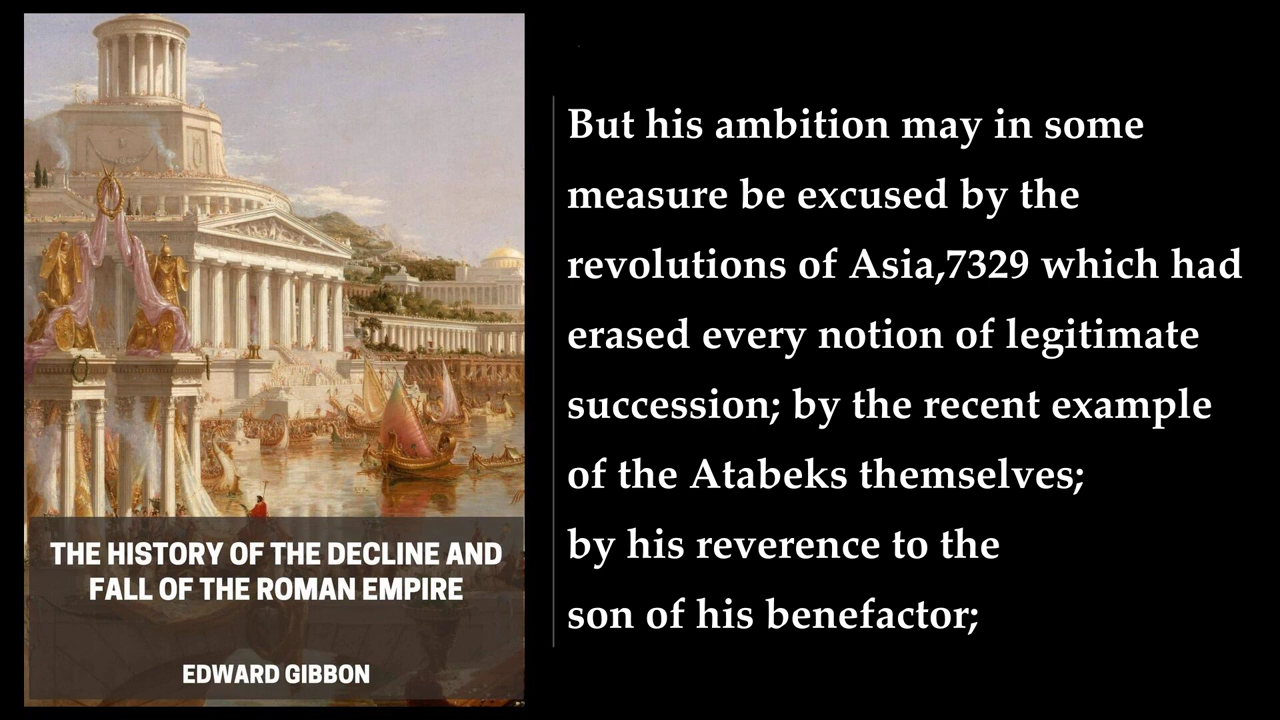 THE HISTORY OF THE DECLINE AND
FALL OF THE ROMAN EMPIRE
EDWARD GIBBON
But his ambition may in some
measure be excused by the
revolutions of Asia,7329 which had
erased every notion of legitimate
succession; by the recent example
of the Atabeks themselves;
by his reverence to the
son of his benefactor;